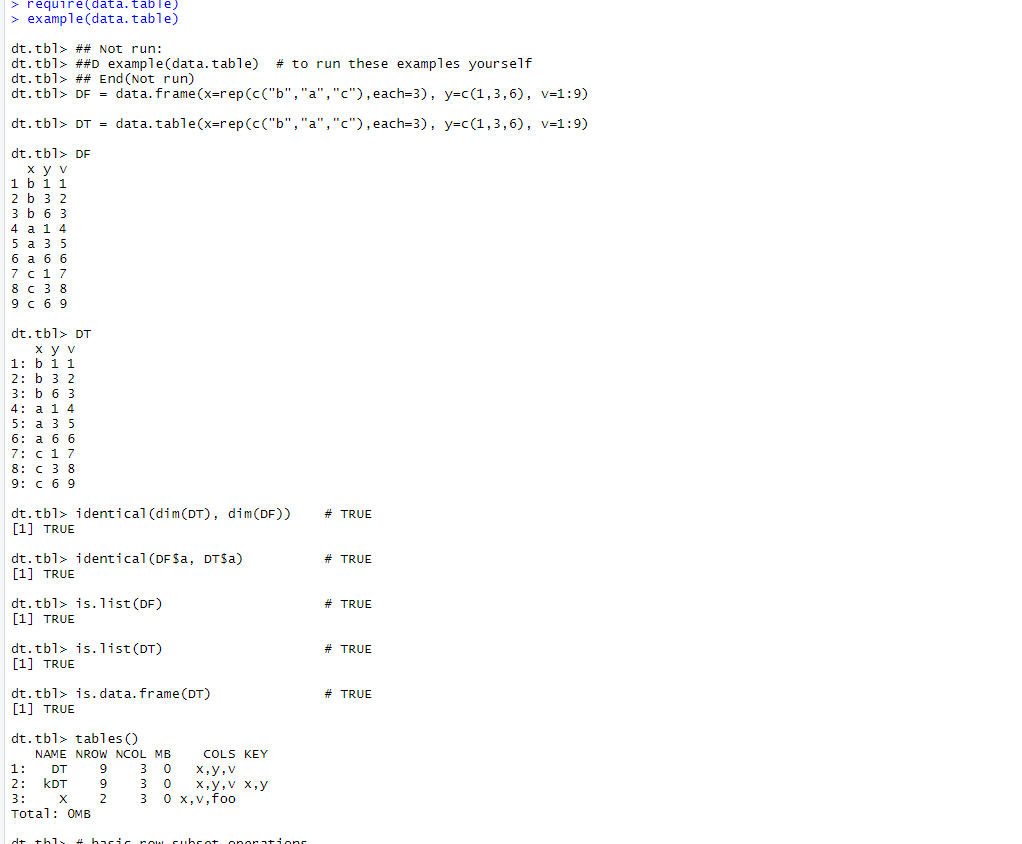 > require(data.table)
> example(data.table)
dt.tbl> ## Not run:
dt.tbl> ##D example(data.table)  # to run these examples yourself
dt.tbl> ## End(Not run)
dt.tbl> DF = data.frame(x=rep(c("b","a","c"),each=3), y=c(1,3,6), v=1:9)
dt.tbl> DT = data.table(x=rep(c("b","a","c"),each=3), y=c(1,3,6), v=1:9)
dt.tbl> DF
  x y v
1 b 1 1
2 b 3 2
3 b 6 3
4 a 1 4
5 a 3 5
6 a 6 6
7 c 1 7
8 c 3 8
9 c 6 9
dt.tbl> DT
   x y v
1: b 1 1
2: b 3 2
3: b 6 3
4: a 1 4
5: a 3 5
6: a 6 6
7: c 1 7
8: c 3 8
9: c 6 9
dt.tbl> identical(dim(DT), dim(DF))    # TRUE
[1] TRUE
dt.tbl> identical(DF$a, DT$a)          # TRUE
[1] TRUE
dt.tbl> is.list(DF)                    # TRUE
[1] TRUE
dt.tbl> is.list(DT)                    # TRUE
[1] TRUE
dt.tbl> is.data.frame(DT)              # TRUE
[1] TRUE
dt.tbl> tables()
   NAME NROW NCOL MB    COLS KEY
1:   DT    9    3  0   x,y,v
2:  kDT    9    3  0   x,y,v x,y
3:    X    2    3  0 x,v,foo
Total: 0MB
dt.tbl> # basic row subset operations